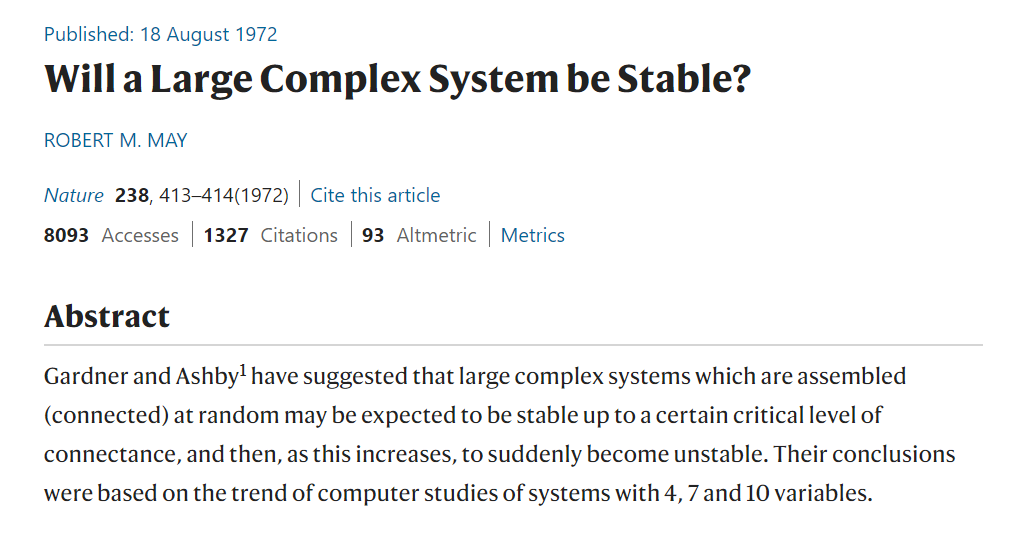 Published: 18 August 1972
Will a Large Complex System be Stable?
ROBERT M. MAY
Nature 238, 413–414(1972) | Cite this article
8093 Accesses | 1327 Citations | 93 Altmetric | Metrics
Abstract
Gardner and Ashby1 have suggested that large complex systems which are assembled
(connected) at random may be expected to be stable up to a certain critical level of
connectance, and then, as this increases, to suddenly become unstable. Their conclusions
were based on the trend of computer studies of systems with 4, 7 and 10 variables.